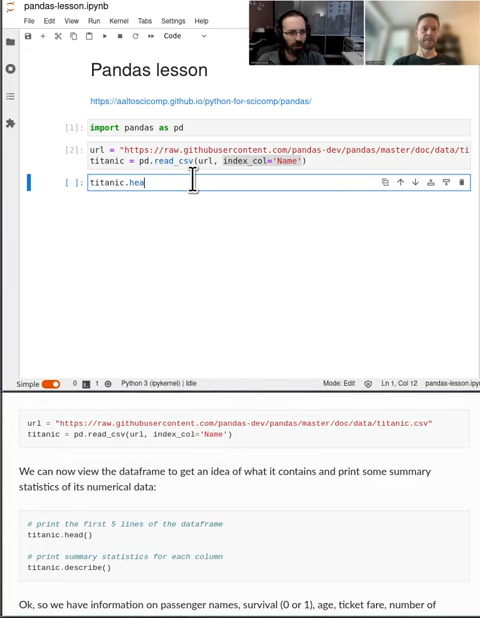 pandas-lesson.ipynb
File Edit View Run Kernel Tabs Settings Help
Code
Pandas lesson
https://aaltoscicomp.github.io/python-for-scicomp/pandas/
[1]: import pandas as pd
[2]: url = "https://raw.githubusercontent.com/pandas-dev/pandas/master/doc/data/ti
titanic = pd.read_csv(url, index_col='Name')
[ ]: titanic.hea
Simple 0 1 Python 3 (ipykernel) | Idle Mode: Edit Ln 1, Col 12 pandas-lesson.ipy
url = "https://raw.githubusercontent.com/pandas-dev/pandas/master/doc/data/titanic.csv"
titanic = pd.read_csv(url, index_col='Name')
We can now view the dataframe to get an idea of what it contains and print some summary
statistics of its numerical data:
# print the first 5 lines of the dataframe
titanic.head()
# print summary statistics for each column
titanic.describe()
Ok, so we have information on passenger names, survival (0 or 1), age, ticket fare, number of